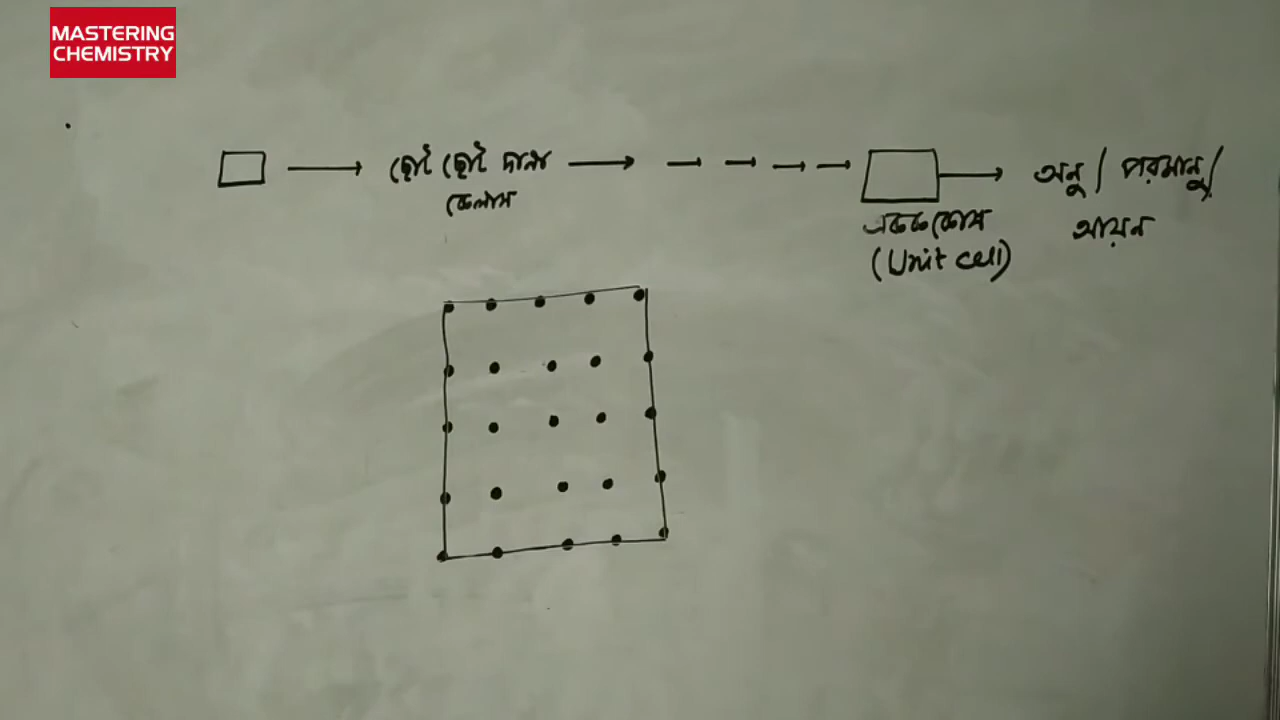 MASTERING
CHEMISTRY
ছোট ছোট দানা
কেলাস
একক কোষ
(Unit cell)
অনু / পরমানু /
আয়ন